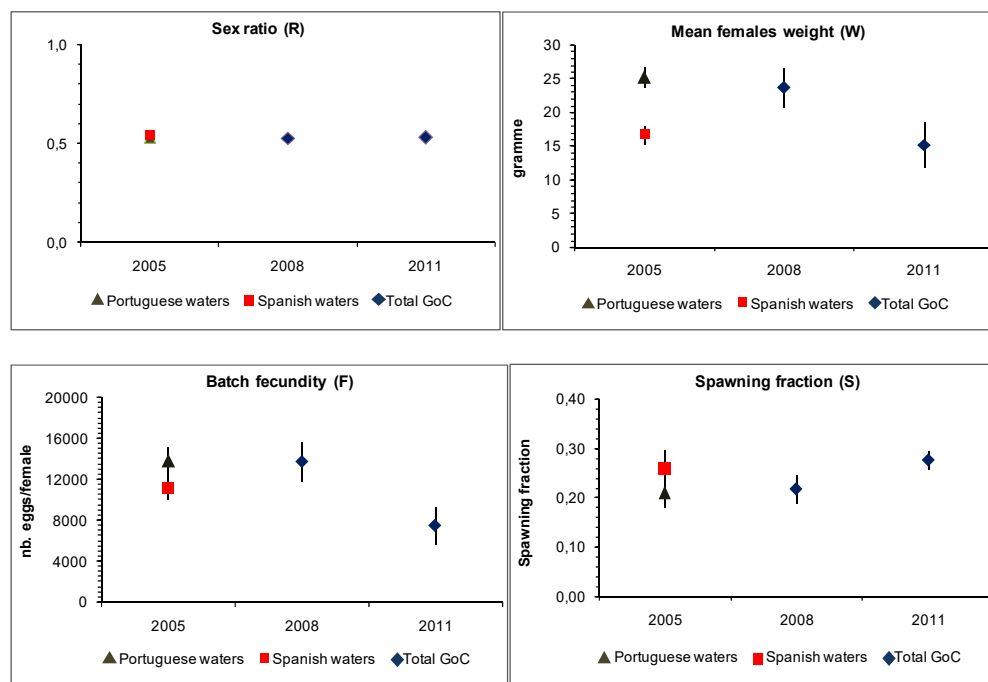 Sex ratio (R)
1,0
0,5
0,0
2005 2008 2011
Portuguese waters Spanish waters Total GoC
Mean females weight (W)
30
25
20
15
10
5
0
gramme
2005 2008 2011
Portuguese waters Spanish waters Total GoC
Batch fecundity (F)
20000
16000
12000
8000
4000
0
nb. eggs/female
2005 2008 2011
Portuguese waters Spanish waters Total GoC
Spawning fraction (S)
0,40
0,30
0,20
0,10
0,00
Spawning fraction
2005 2008 2011
Portuguese waters Spanish waters Total GoC